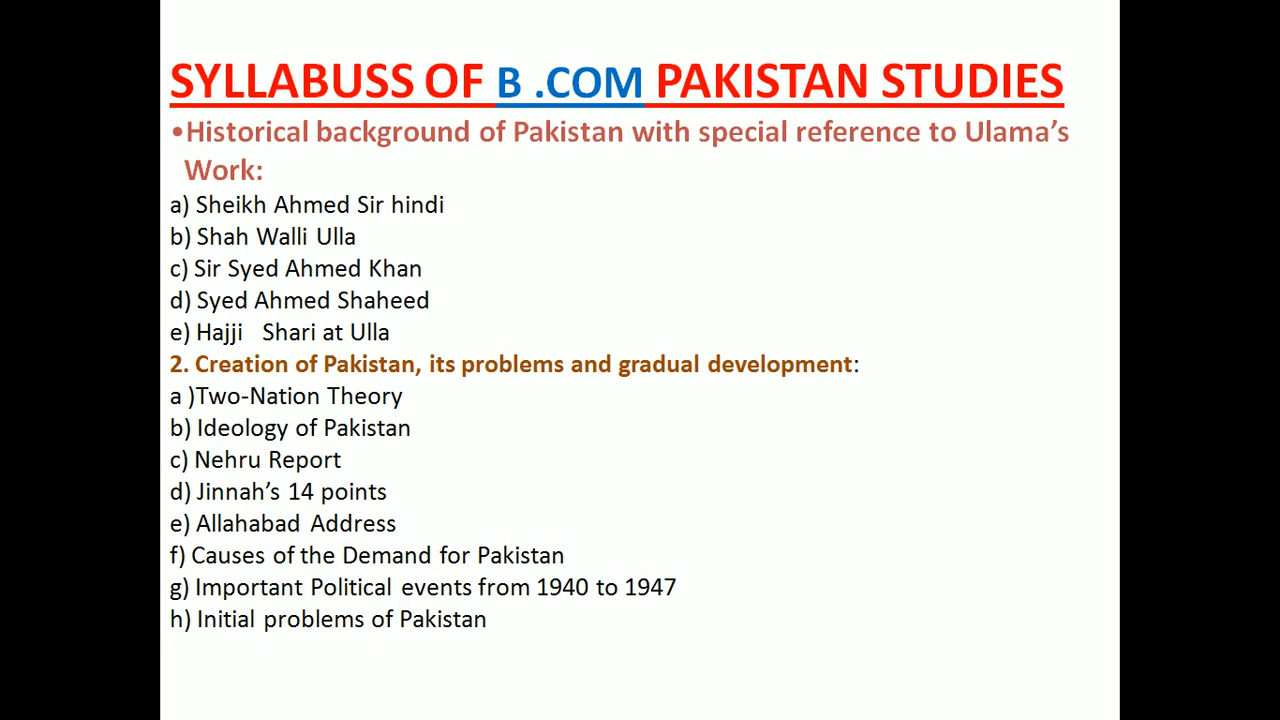 SYLLABUSS OF B .COM PAKISTAN STUDIES
•Historical background of Pakistan with special reference to Ulama’s
Work:
a) Sheikh Ahmed Sir hindi
b) Shah Walli Ulla
c) Sir Syed Ahmed Khan
d) Syed Ahmed Shaheed
e) Hajji Shari at Ulla
2. Creation of Pakistan, its problems and gradual development:
a )Two-Nation Theory
b) Ideology of Pakistan
c) Nehru Report
d) Jinnah’s 14 points
e) Allahabad Address
f) Causes of the Demand for Pakistan
g) Important Political events from 1940 to 1947
h) Initial problems of Pakistan